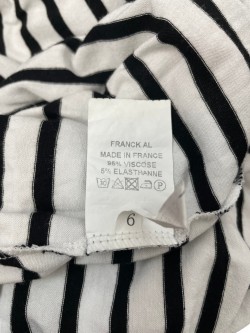 FRANCK AL
MADE IN FRANCE
95% VISCOSE
5% ELASTHANNE
6